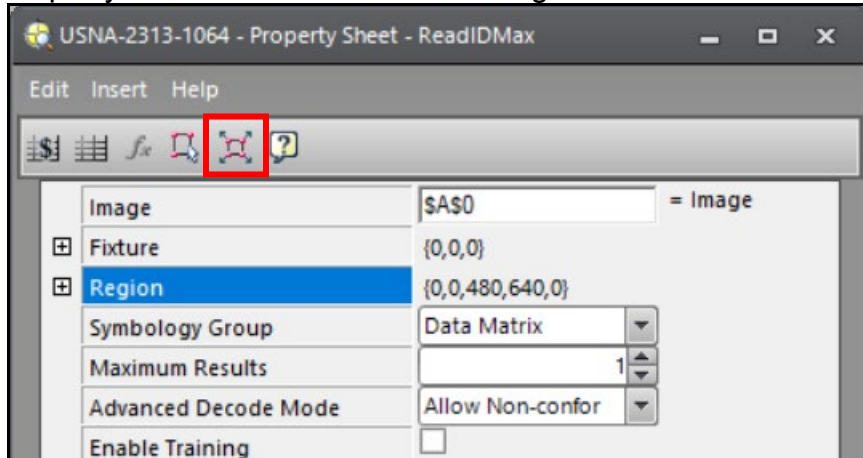 USNA-2313-1064 - Property Sheet - ReadIDMax
Edit Insert Help
Image $A$0 = Image
Fixture {0,0,0}
Region {0,0,480,640,0}
Symbology Group Data Matrix
Maximum Results 1
Advanced Decode Mode Allow Non-confor
Enable Training